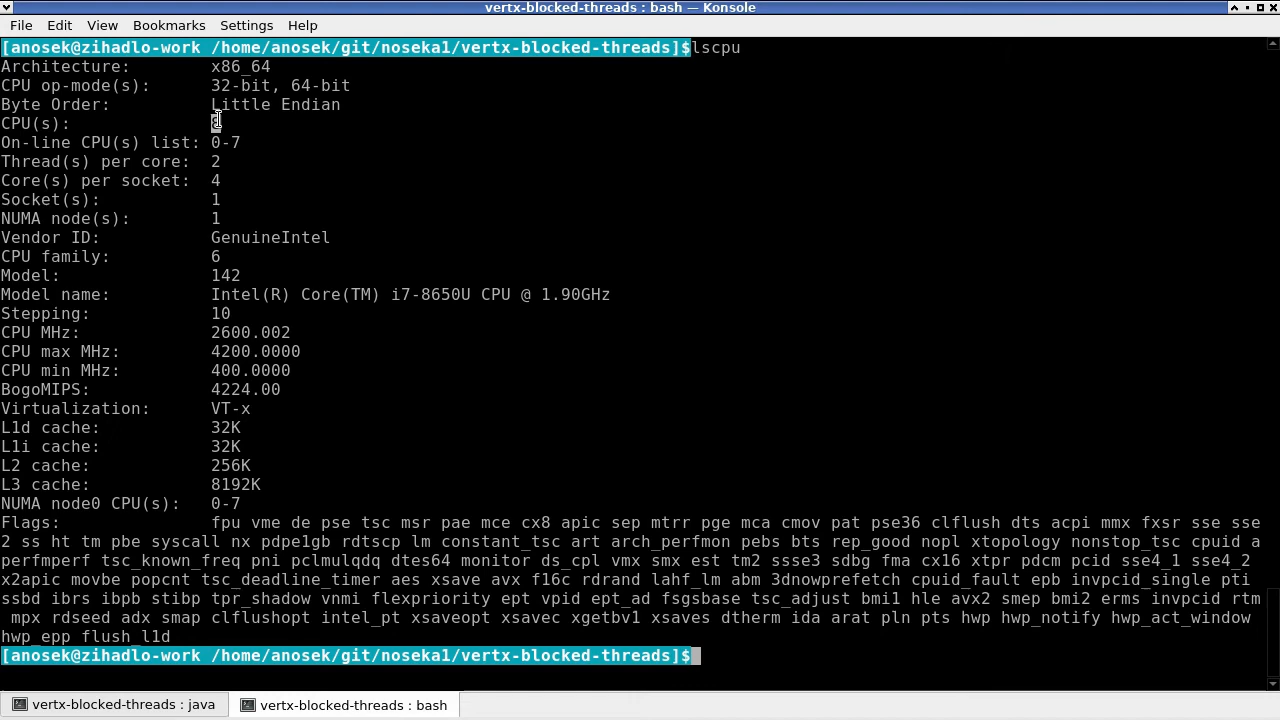 vertx-blocked-threads : bash — Konsole
File Edit View Bookmarks Settings Help
[anosek@zihadlo-work /home/anosek/git/noseka1/vertx-blocked-threads]$lscpu
Architecture: x86_64
CPU op-mode(s): 32-bit, 64-bit
Byte Order: Little Endian
CPU(s): 8
On-line CPU(s) list: 0-7
Thread(s) per core: 2
Core(s) per socket: 4
Socket(s): 1
NUMA node(s): 1
Vendor ID: GenuineIntel
CPU family: 6
Model: 142
Model name: Intel(R) Core(TM) i7-8650U CPU @ 1.90GHz
Stepping: 10
CPU MHz: 2600.002
CPU max MHz: 4200.0000
CPU min MHz: 400.0000
BogoMIPS: 4224.00
Virtualization: VT-x
L1d cache: 32K
L1i cache: 32K
L2 cache: 256K
L3 cache: 8192K
NUMA node0 CPU(s): 0-7
Flags: fpu vme de pse tsc msr pae mce cx8 apic sep mtrr pge mca cmov pat pse36 clflush dts acpi mmx fxsr sse sse
2 ss ht tm pbe syscall nx pdpe1gb rdtscp lm constant_tsc art arch_perfmon pebs bts rep_good nopl xtopology nonstop_tsc cpuid a
perfmperf tsc_known_freq pni pclmulqdq dtes64 monitor ds_cpl vmx smx est tm2 ssse3 sdbg fma cx16 xtpr pdcm pcid sse4_1 sse4_2
x2apic movbe popcnt tsc_deadline_timer aes xsave avx f16c rdrand lahf_lm abm 3dnowprefetch cpuid_fault epb invpcid_single pti
ssbd ibrs ibpb stibp tpr_shadow vnmi flexpriority ept vpid ept_ad fsgsbase tsc_adjust bmi1 hle avx2 smep bmi2 erms invpcid rtm
mpx rdseed adx smap clflushopt intel_pt xsaveopt xsavec xgetbv1 xsaves dtherm ida arat pln pts hwp hwp_notify hwp_act_window
hwp_epp flush_l1d
[anosek@zihadlo-work /home/anosek/git/noseka1/vertx-blocked-threads]$
vertx-blocked-threads : java
vertx-blocked-threads : bash